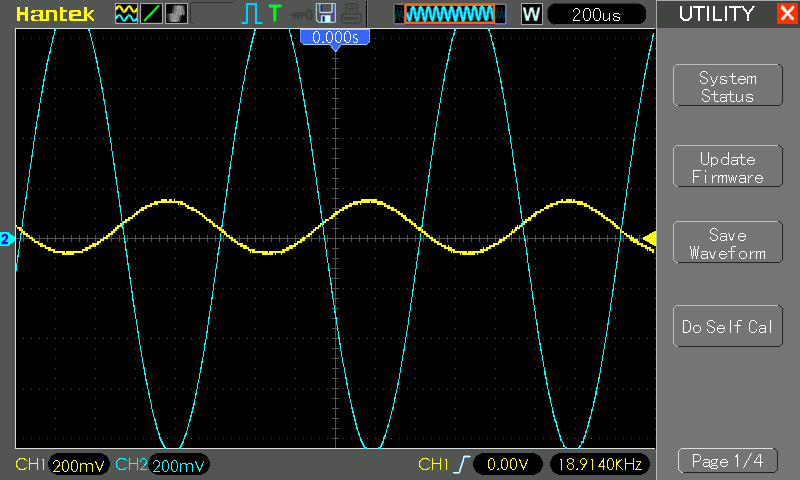 Hantek
T
W
200us
UTILITY
0.000s
System
Status
Update
Firmware
Save
Waveform
2
Do Self Cal
CH1 200mV CH2 200mV CH1 0.00V 18.9140KHz
Page 1/4